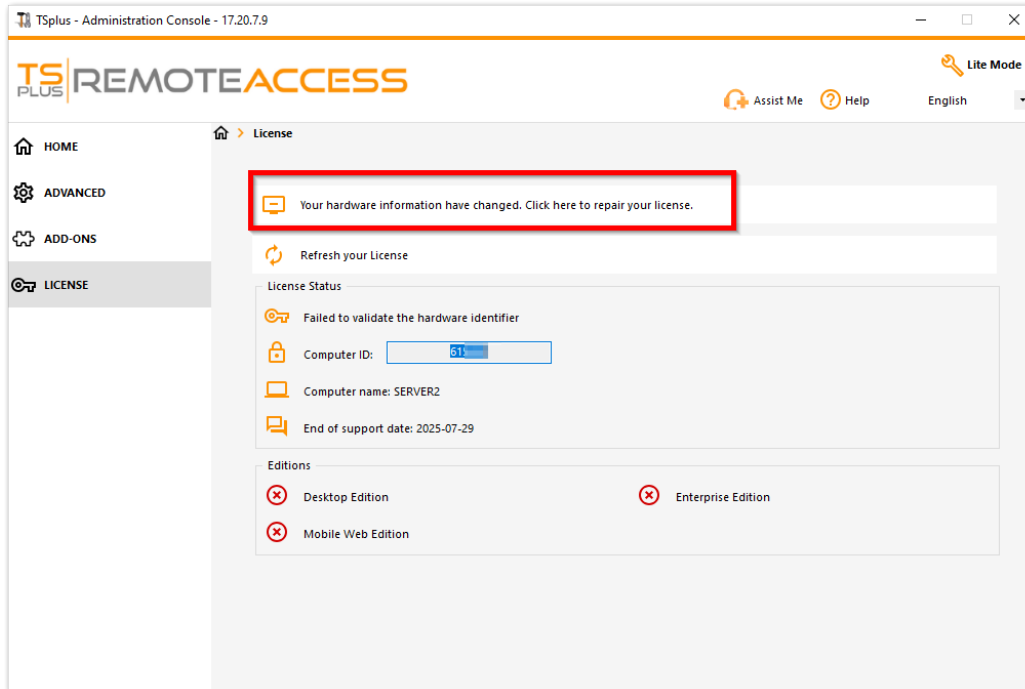 TSplus - Administration Console - 17.20.7.9
TS PLUS REMOTEACCESS
Lite Mode
Assist Me
Help
English
HOME
ADVANCED
ADD-ONS
LICENSE
> License
Your hardware information have changed. Click here to repair your license.
Refresh your License
License Status
Failed to validate the hardware identifier
Computer ID:
Computer name: SERVER2
End of support date: 2025-07-29
Editions
Desktop Edition
Enterprise Edition
Mobile Web Edition